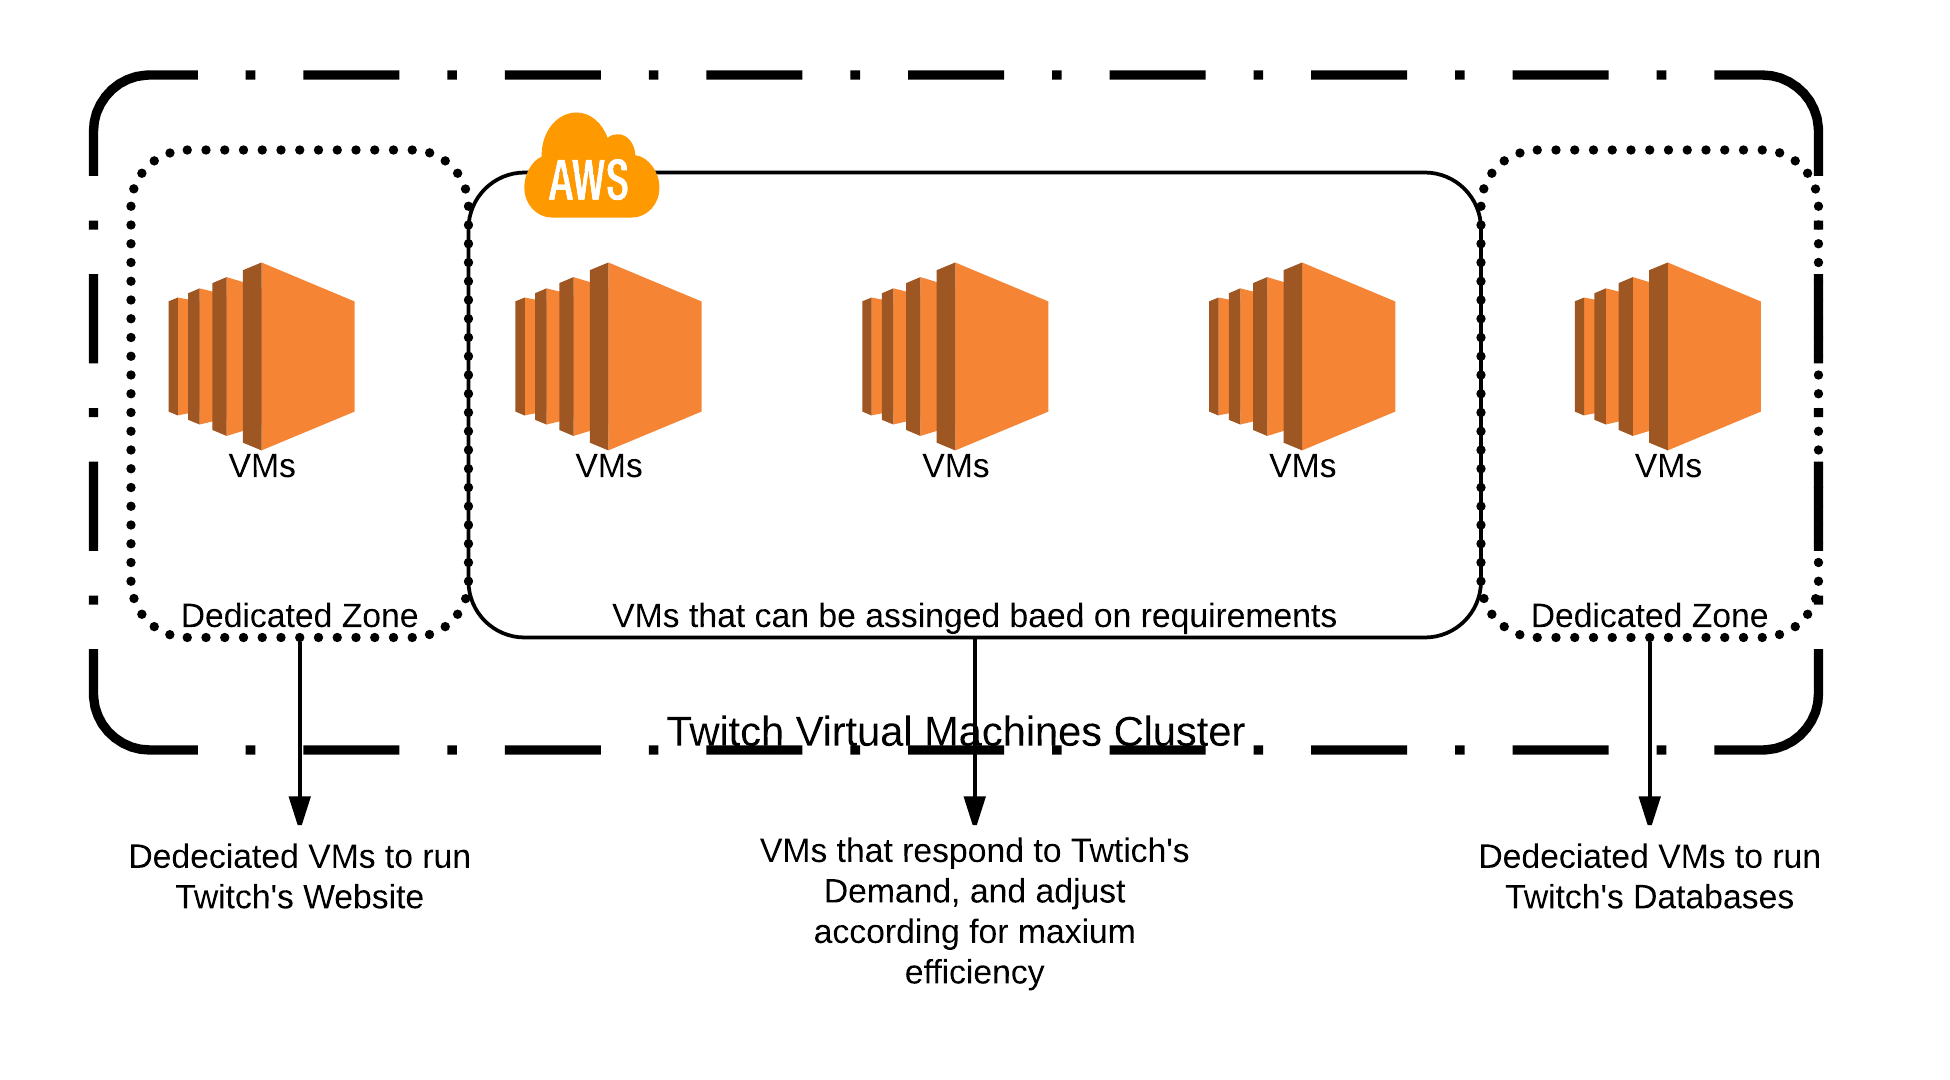 AWS
VMs
VMs
VMs
VMs
VMs
Dedicated Zone
VMs that can be assinged baed on requirements
Dedicated Zone
Twitch Virtual Machines Cluster
Dedeciated VMs to run
Twitch's Website
VMs that respond to Twtich's
Demand, and adjust
according for maxium
efficiency
Dedeciated VMs to run
Twitch's Databases